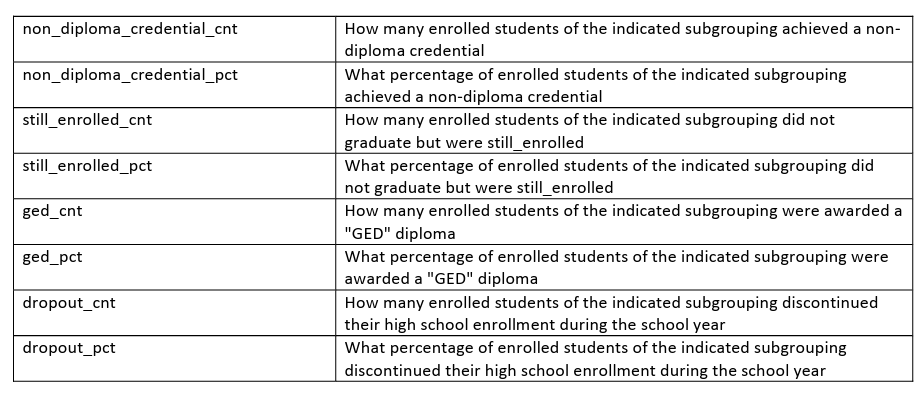 non_diploma_credential_cnt
How many enrolled students of the indicated subgrouping achieved a non-
diploma credential
non_diploma_credential_pct
What percentage of enrolled students of the indicated subgrouping
achieved a non-diploma credential
still_enrolled_cnt
How many enrolled students of the indicated subgrouping did not
graduate but were still_enrolled
still_enrolled_pct
What percentage of enrolled students of the indicated subgrouping did
not graduate but were still_enrolled
ged_cnt
How many enrolled students of the indicated subgrouping were awarded a
"GED" diploma
ged_pct
What percentage of enrolled students of the indicated subgrouping were
awarded a "GED" diploma
dropout_cnt
How many enrolled students of the indicated subgrouping discontinued
their high school enrollment during the school year
dropout_pct
What percentage of enrolled students of the indicated subgrouping
discontinued their high school enrollment during the school year